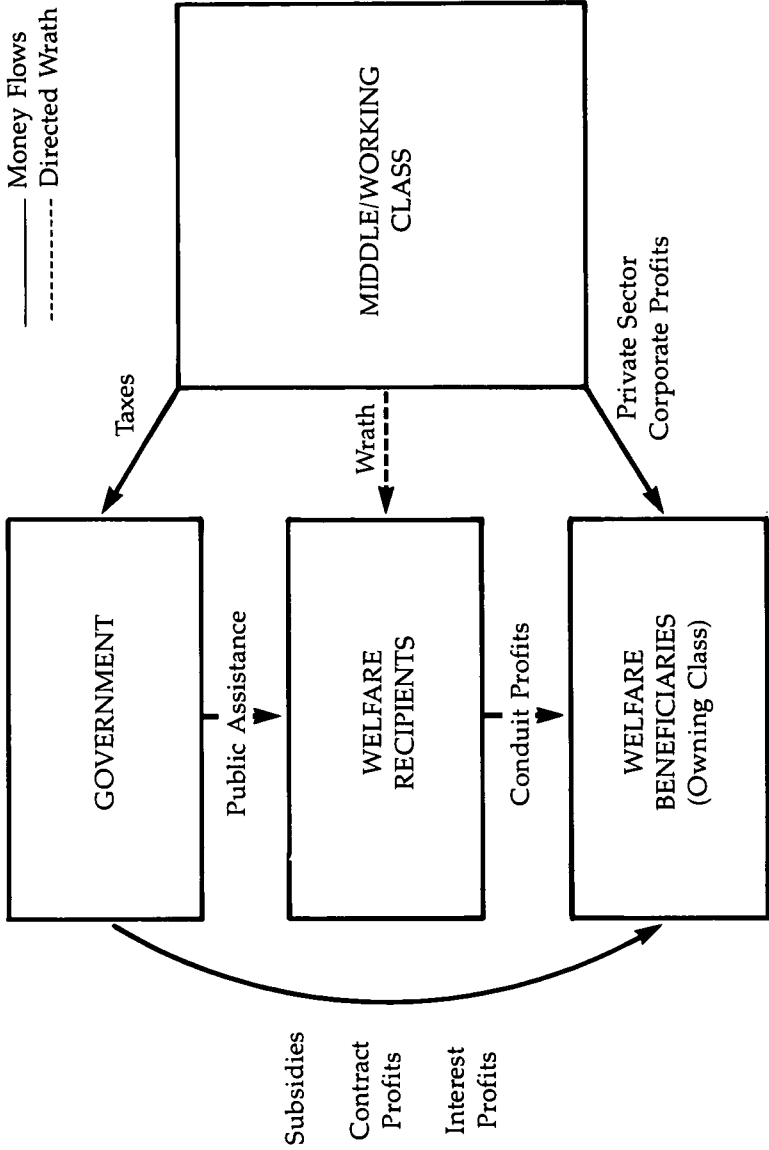 Money Flows
Directed Wrath
MIDDLE/WORKING
CLASS
Taxes
Wrath
Private Sector
Corporate Profits
GOVERNMENT
Public Assistance
WELFARE
RECIPIENTS
Conduit Profits
WELFARE
BENEFICIARIES
(Owning Class)
Subsidies
Contract
Profits
Interest
Profits